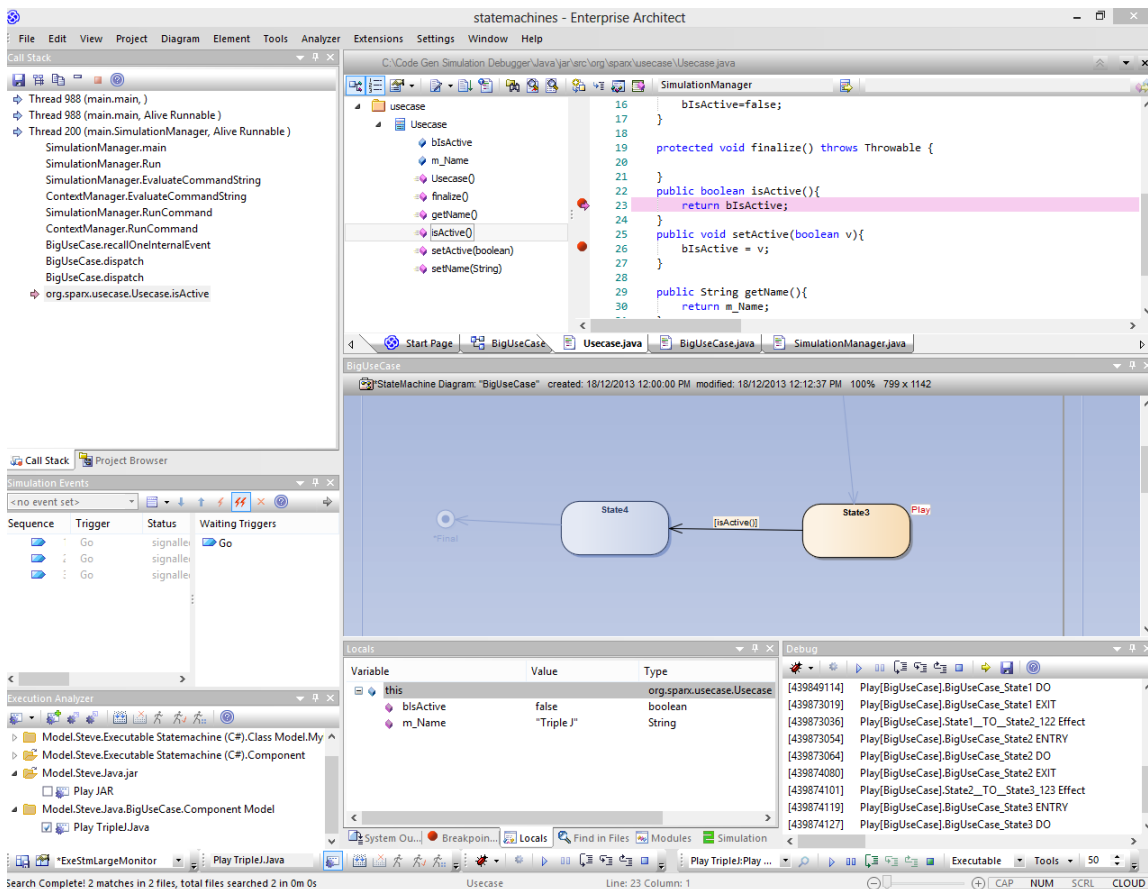 statemachines - Enterprise Architect
File Edit View Project Diagram Element Tools Analyzer Extensions Settings Window Help
Call Stack
Thread 988 (main.main, )
Thread 988 (main.main, Alive Runnable )
Thread 200 (main.SimulationManager, Alive Runnable )
SimulationManager.main
SimulationManager.Run
SimulationManager.EvaluateCommandString
ContextManager.EvaluateCommandString
SimulationManager.RunCommand
ContextManager.RunCommand
BigUseCase.recallOneInternalEvent
BigUseCase.dispatch
BigUseCase.dispatch
org.sparx.usecase.Usecase.isActive
Call Stack Project Browser
C:\Code Gen Simulation Debugger\Java\jar\src\org\sparx\usecase\Usecase.java
SimulationManager
usecase
Usecase
bIsActive
m_Name
Usecase()
finalize()
getName()
isActive()
setActive(boolean)
setName(String)
16 bIsActive=false;
17 }
18
19 protected void finalize() throws Throwable {
20
21 }
22 public boolean isActive(){
23 return bIsActive;
24 }
25 public void setActive(boolean v){
26 bIsActive = v;
27 }
28
29 public String getName(){
30 return m_Name;
Start Page BigUseCase Usecase.java BigUseCase.java SimulationManager.java
BigUseCase
*StateMachine Diagram: "BigUseCase" created: 18/12/2013 12:00:00 PM modified: 18/12/2013 12:12:37 PM 100% 799 x 1142
State4
[isActive()]
State3
Play
*Final
Simulation Events
<no event set>
Sequence Trigger Status Waiting Triggers
Go signalle Go
Go signalle
Go signalle
Execution Analyzer
Model.Steve.Executable Statemachine (C#).Class Model.My
Model.Steve.Executable Statemachine (C#).Component
Model.Steve.Java.jar
Play JAR
Model.Steve.Java.BigUseCase.Component Model
Play TripleJJava
Locals
Variable Value Type
this org.sparx.usecase.Usecase
bIsActive false boolean
m_Name "Triple J" String
System Ou... Breakpoin... Locals Find in Files Modules Simulation
Debug
[439849114] Play[BigUseCase].BigUseCase_State1 DO
[439873019] Play[BigUseCase].BigUseCase_State1 EXIT
[439873036] Play[BigUseCase].State1__TO__State2_122 Effect
[439873054] Play[BigUseCase].BigUseCase_State2 ENTRY
[439873064] Play[BigUseCase].BigUseCase_State2 DO
[439874080] Play[BigUseCase].BigUseCase_State2 EXIT
[439874101] Play[BigUseCase].State2__TO__State3_123 Effect
[439874119] Play[BigUseCase].BigUseCase_State3 ENTRY
[439874127] Play[BigUseCase].BigUseCase_State3 DO
*ExeStmLargeMonitor Play TripleJ.Java Play TripleJ:Play ... Executable Tools 50
Search Complete! 2 matches in 2 files, total files searched 2 in 0m 0s Usecase Line: 23 Column: 1 CAP NUM SCRL CLOUD